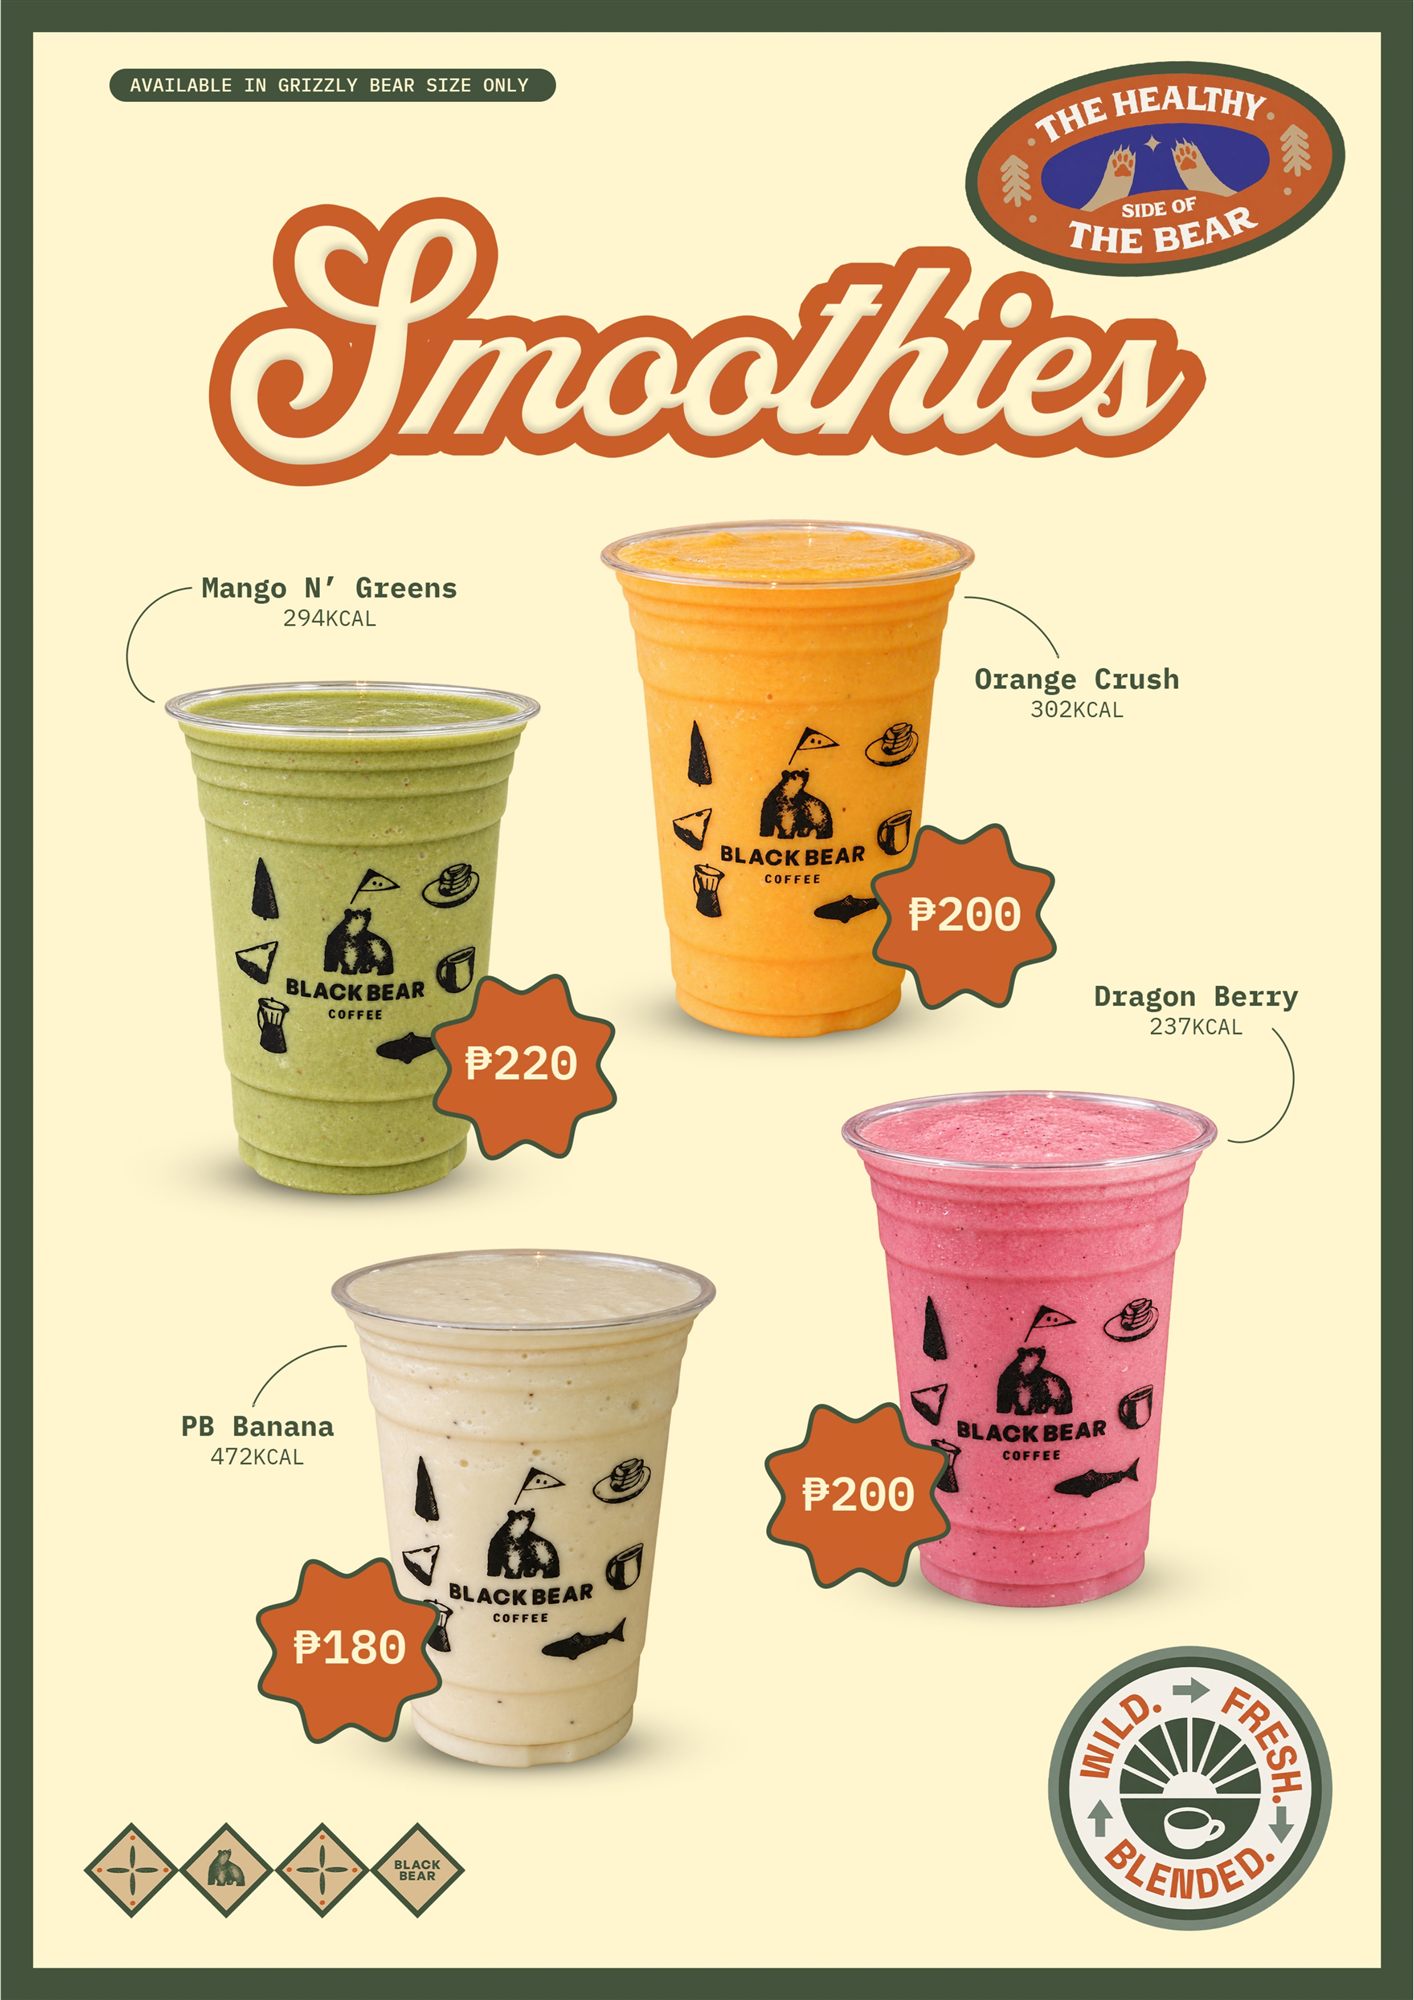 AVAILABLE IN GRIZZLY BEAR SIZE ONLY
THE HEALTHY
SIDE OF
THE BEAR
Smoothies
Mango N’ Greens
294KCAL
Orange Crush
302KCAL
BLACK BEAR
COFFEE
₱200
BLACK BEAR
COFFEE
₱220
Dragon Berry
237KCAL
PB Banana
472KCAL
BLACK BEAR
COFFEE
₱200
BLACK BEAR
COFFEE
₱180
WILD.
FRESH.
BLENDED.
BLACK
BEAR